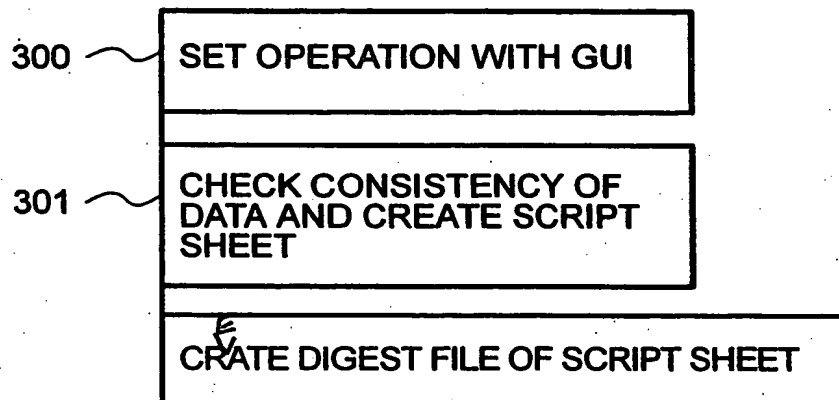 300
SET OPERATION WITH GUI
301
CHECK CONSISTENCY OF
DATA AND CREATE SCRIPT
SHEET
E
CRATE DIGEST FILE OF SCRIPT SHEET